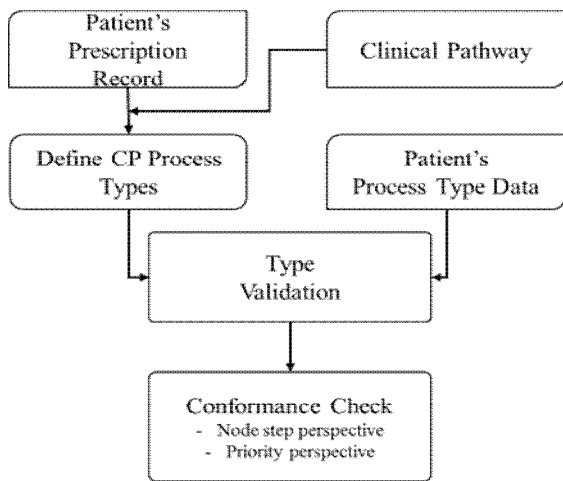 Patient's
Prescription
Record
Clinical Pathway
Define CP Process
Types
Patient's
Process Type Data
Type
Validation
Conformance Check
- Node step perspective
- Priority perspective